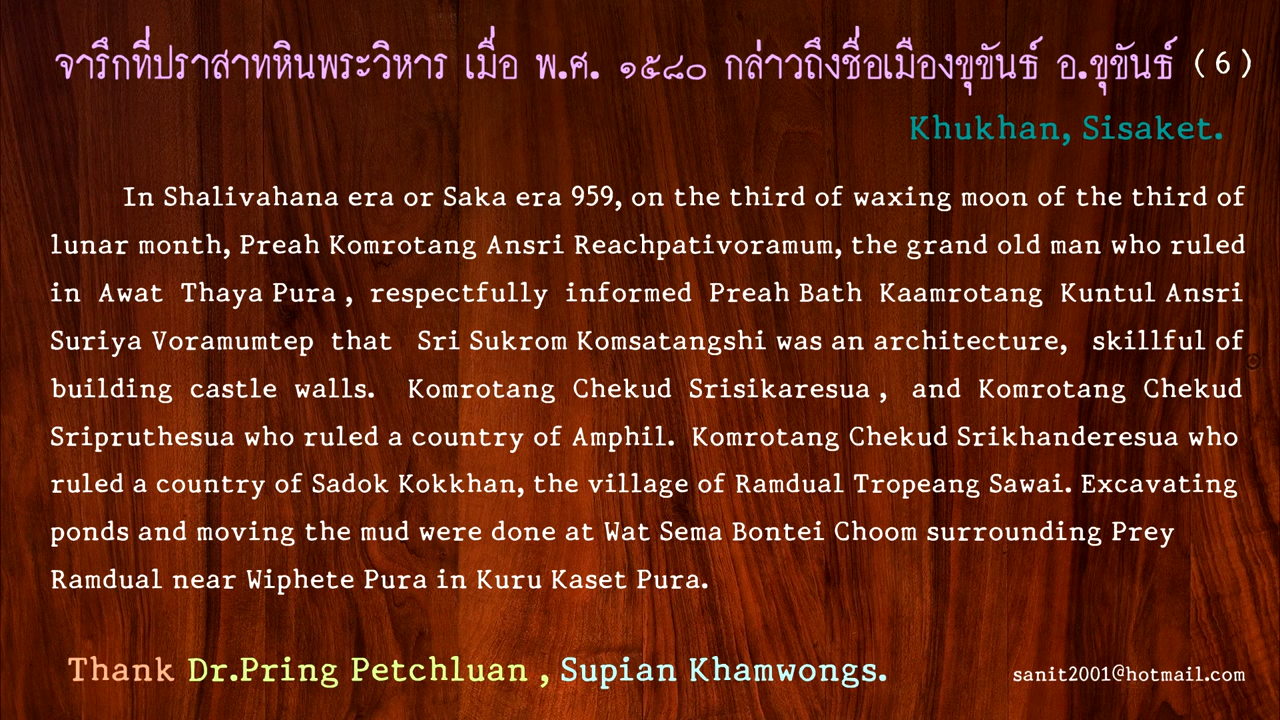 จารึกที่ปราสาทหินพระวิหาร เมื่อ พ.ศ. ๑๕๘๐ กล่าวถึงชื่อเมืองขุขันธ์ อ.ขุขันธ์ (6)
Khukhan, Sisaket.
In Shalivahana era or Saka era 959, on the third of waxing moon of the third of
lunar month, Preah Komrotang Ansri Reachpativoramum, the grand old man who ruled
in Awat Thaya Pura , respectfully informed Preah Bath Kaamrotang Kuntul Ansri
Suriya Voramumtep that Sri Sukrom Komsatangshi was an architecture, skillful of
building castle walls. Komrotang Chekud Srisikaresua , and Komrotang Chekud
Sripruthesua who ruled a country of Amphil. Komrotang Chekud Srikhanderesua who
ruled a country of Sadok Kokkhan, the village of Ramdual Tropeang Sawai. Excavating
ponds and moving the mud were done at Wat Sema Bontei Choom surrounding Prey
Ramdual near Wiphete Pura in Kuru Kaset Pura.
Thank Dr.Pring Petchluan , Supian Khamwongs.
sanit2001@hotmail.com